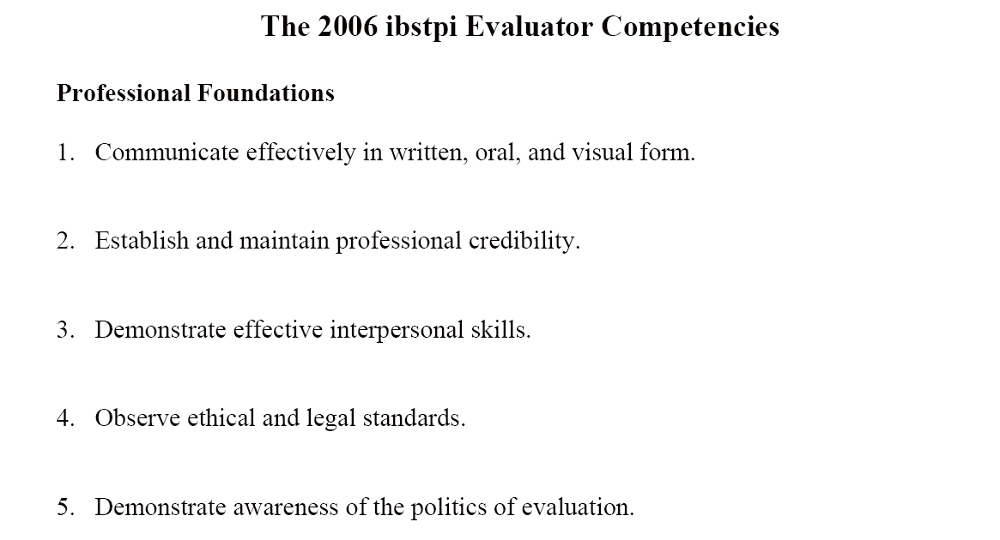 The 2006 ibstpi Evaluator Competencies
Professional Foundations
1. Communicate effectively in written, oral, and visual form.
2. Establish and maintain professional credibility.
3. Demonstrate effective interpersonal skills.
4. Observe ethical and legal standards.
5. Demonstrate awareness of the politics of evaluation.